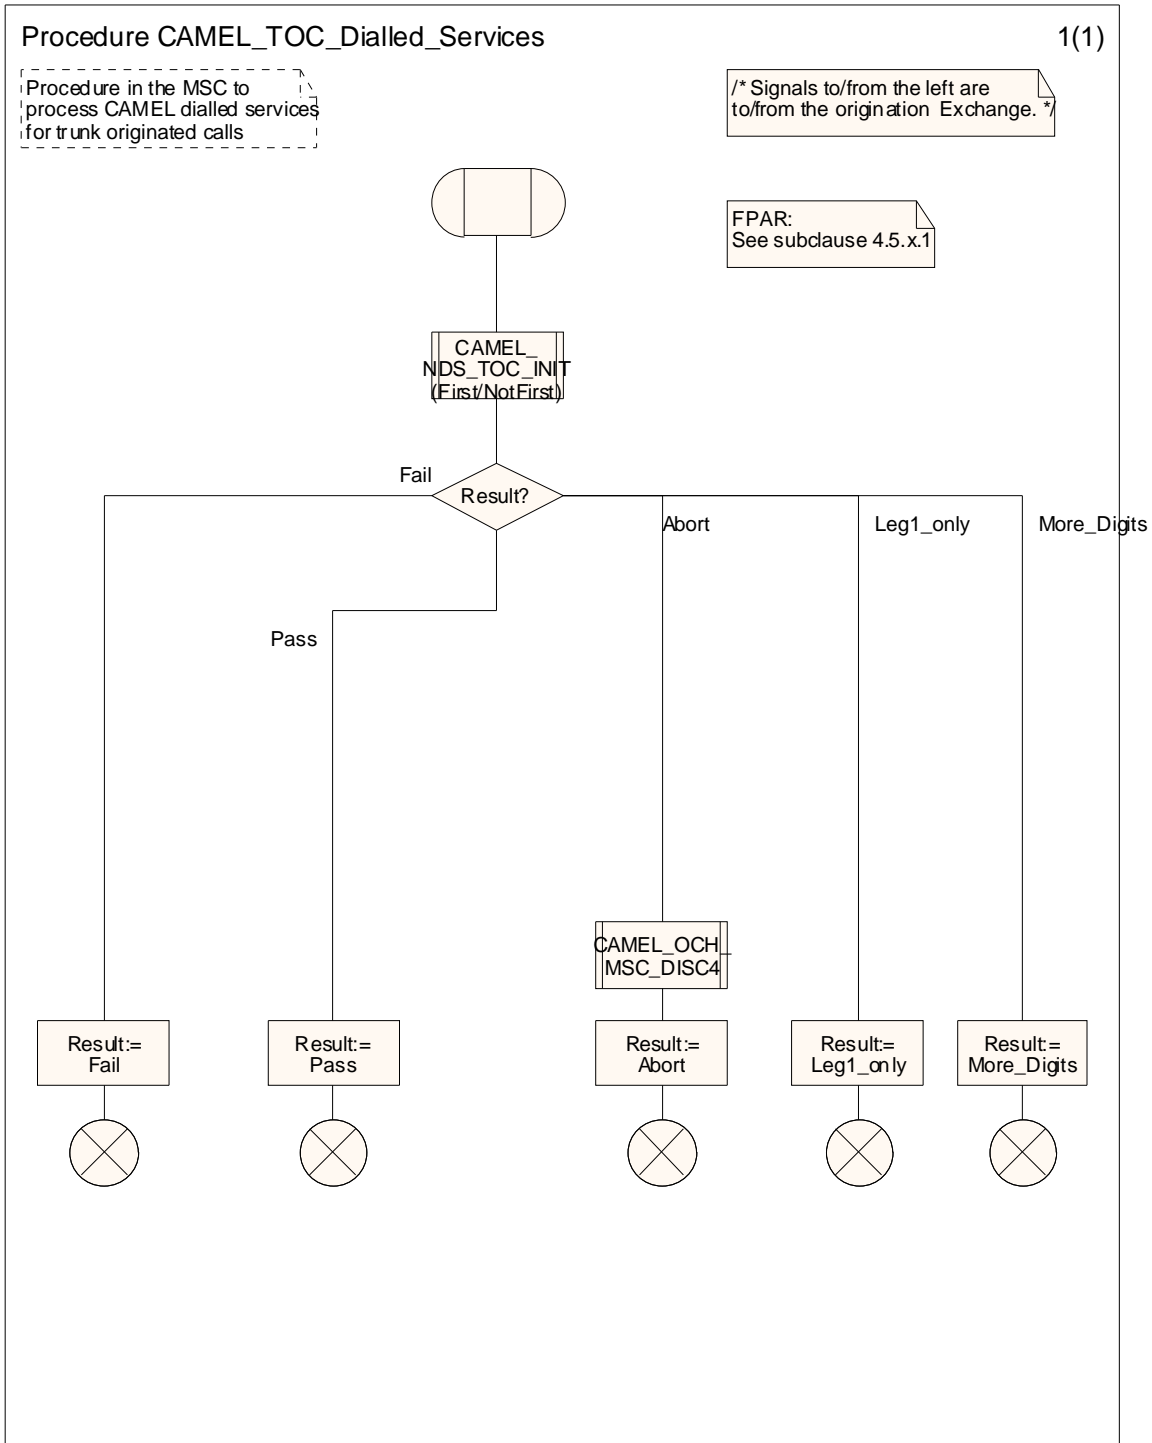 Procedure CAMEL_TOC_Dialled_Services
1(1)
Procedure in the MSC to
process CAMEL dialled services
for trunk originated calls
/* Signals to/from the left are
to/from the origination Exchange. */
FPAR:
See subclause 4.5.x.1
CAMEL_
NDS_TOC_INIT
(First/NotFirst)
Fail
Result?
Abort
Leg1_only
More_Digits
Pass
CAMEL_OCH_
MSC_DISC4
Result:=
Fail
Result:=
Pass
Result:=
Abort
Result:=
Leg1_only
Result:=
More_Digits